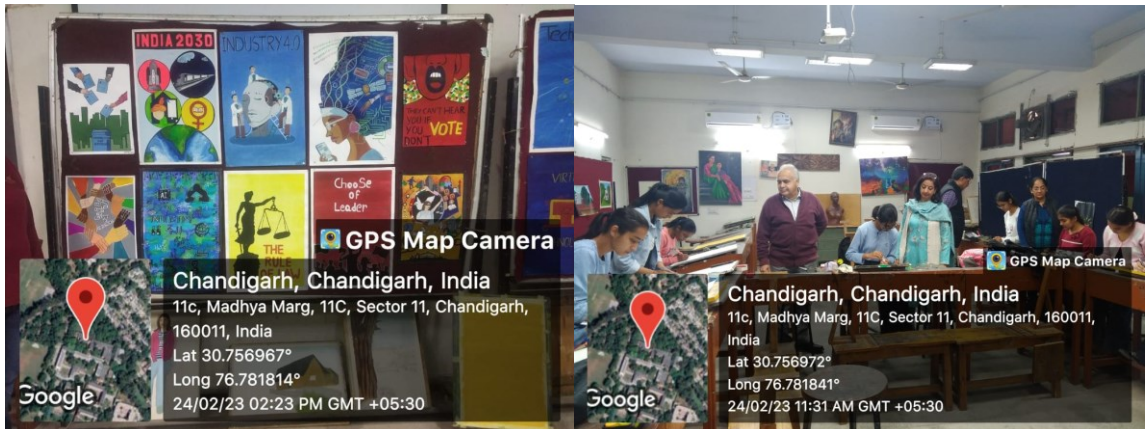 INDIA 2030
INDUSTRY 4.0
THEY CAN'T HEAR
YOU IF
YOU
DON'T
VOTE
Tech
Choose
of
Leader
THE
RULE
GPS Map Camera
Chandigarh, Chandigarh, India
11c, Madhya Marg, 11C, Sector 11, Chandigarh,
160011, India
Lat 30.756967°
Long 76.781814°
24/02/23 02:23 PM GMT +05:30
Google
GPS Map Camera
Chandigarh, Chandigarh, India
11c, Madhya Marg, 11C, Sector 11, Chandigarh, 160011,
India
Lat 30.756972°
Long 76.781841°
24/02/23 11:31 AM GMT +05:30
Google